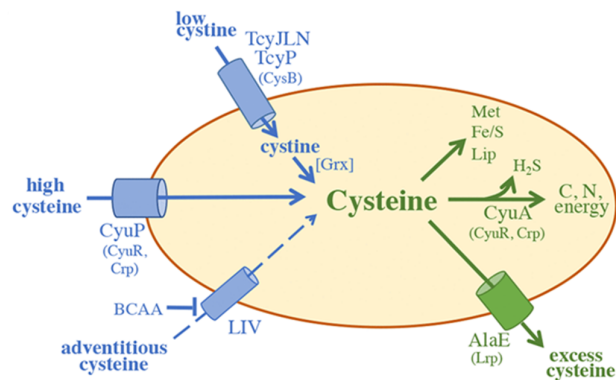 low
cystine
TcyJLN
TcyP
(CysB)
cystine
[Grx]
Met
Fe/S
Lip
H₂S
high
cysteine
Cysteine
C, N,
energy
CyuP
(CyuR,
Crp)
CyuA
(CyuR, Crp)
BCAA
LIV
adventitious
cysteine
AlaE
(Lrp)
excess
cysteine